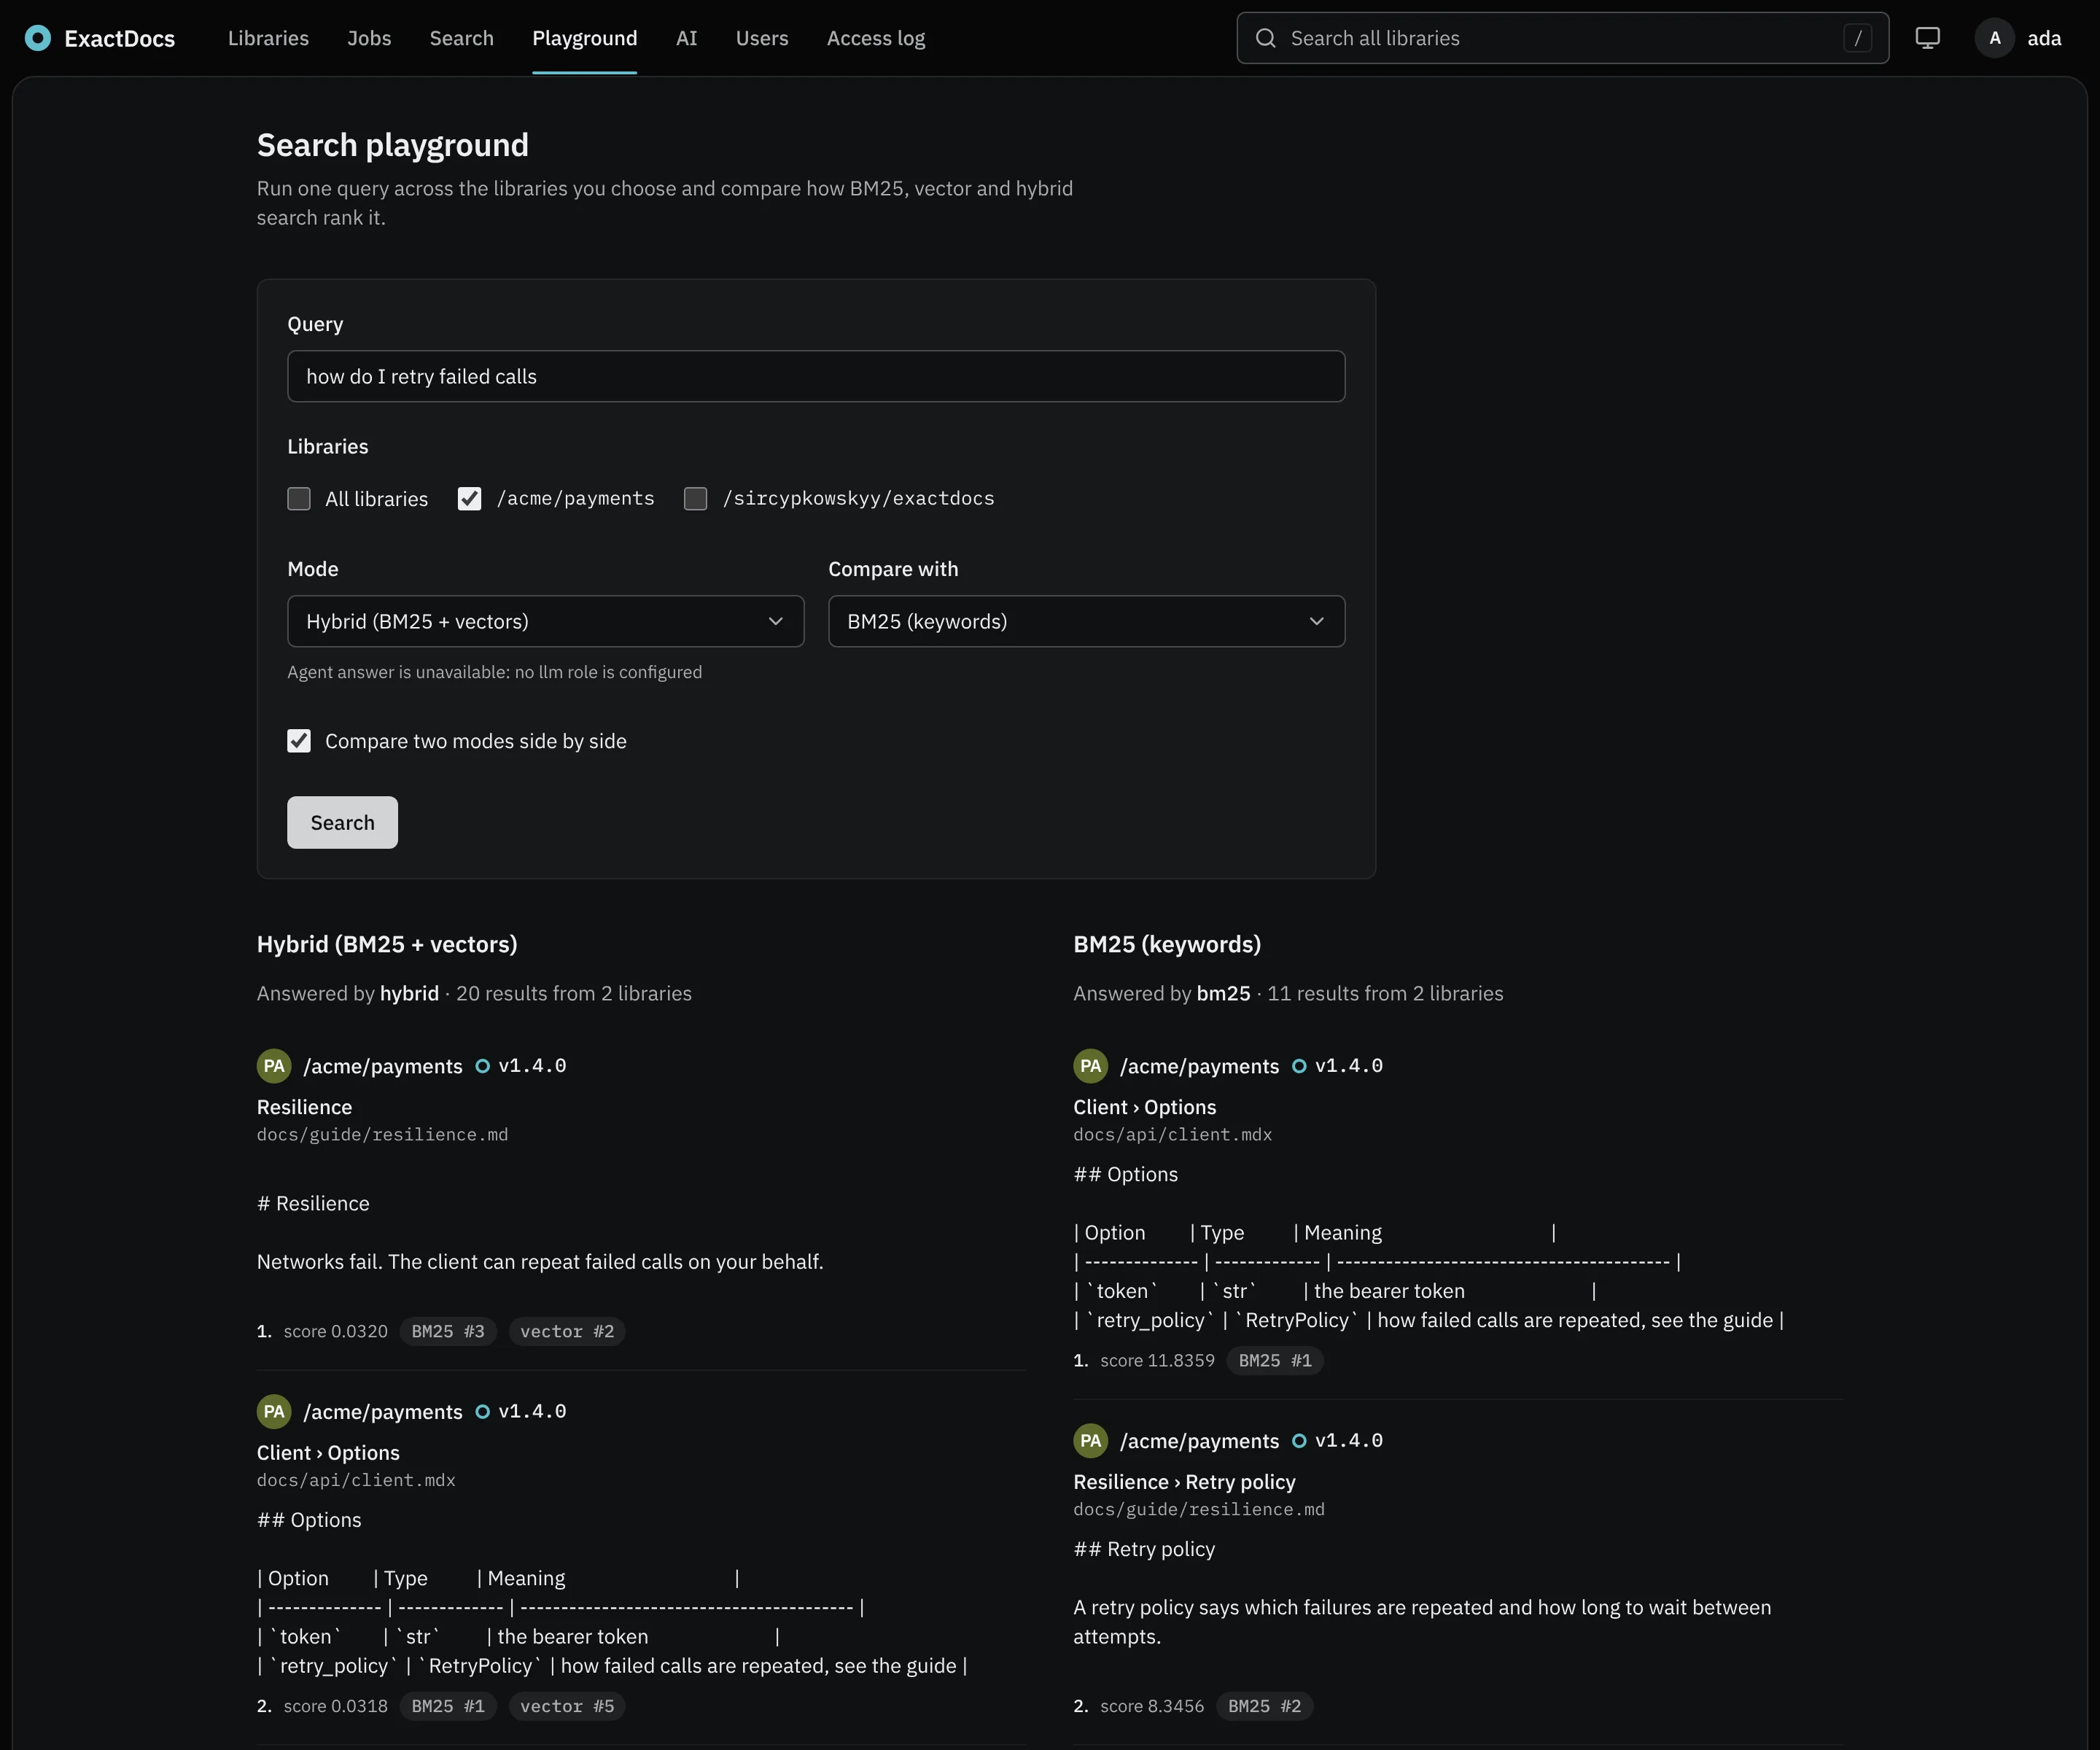 ExactDocs
Libraries
Jobs
Search
Playground
AI
Users
Access log
Search all libraries
/
A
ada
Search playground
Run one query across the libraries you choose and compare how BM25, vector and hybrid
search rank it.
Query
how do I retry failed calls
Libraries
All libraries
/acme/payments
/sircypkowskyy/exactdocs
Mode
Compare with
Hybrid (BM25 + vectors)
BM25 (keywords)
Agent answer is unavailable: no llm role is configured
Compare two modes side by side
Search
Hybrid (BM25 + vectors)
Answered by hybrid · 20 results from 2 libraries
PA /acme/payments v1.4.0
Resilience
docs/guide/resilience.md
# Resilience
Networks fail. The client can repeat failed calls on your behalf.
1. score 0.0320 BM25 #3 vector #2
PA /acme/payments v1.4.0
Client › Options
docs/api/client.mdx
## Options
| Option | Type | Meaning |
| -------------- | ------------- | ----------------------------------------- |
| `token` | `str` | the bearer token |
| `retry_policy` | `RetryPolicy` | how failed calls are repeated, see the guide |
2. score 0.0318 BM25 #1 vector #5
BM25 (keywords)
Answered by bm25 · 11 results from 2 libraries
PA /acme/payments v1.4.0
Client › Options
docs/api/client.mdx
## Options
| Option | Type | Meaning |
| -------------- | ------------- | ----------------------------------------- |
| `token` | `str` | the bearer token |
| `retry_policy` | `RetryPolicy` | how failed calls are repeated, see the guide |
1. score 11.8359 BM25 #1
PA /acme/payments v1.4.0
Resilience › Retry policy
docs/guide/resilience.md
## Retry policy
A retry policy says which failures are repeated and how long to wait between
attempts.
2. score 8.3456 BM25 #2